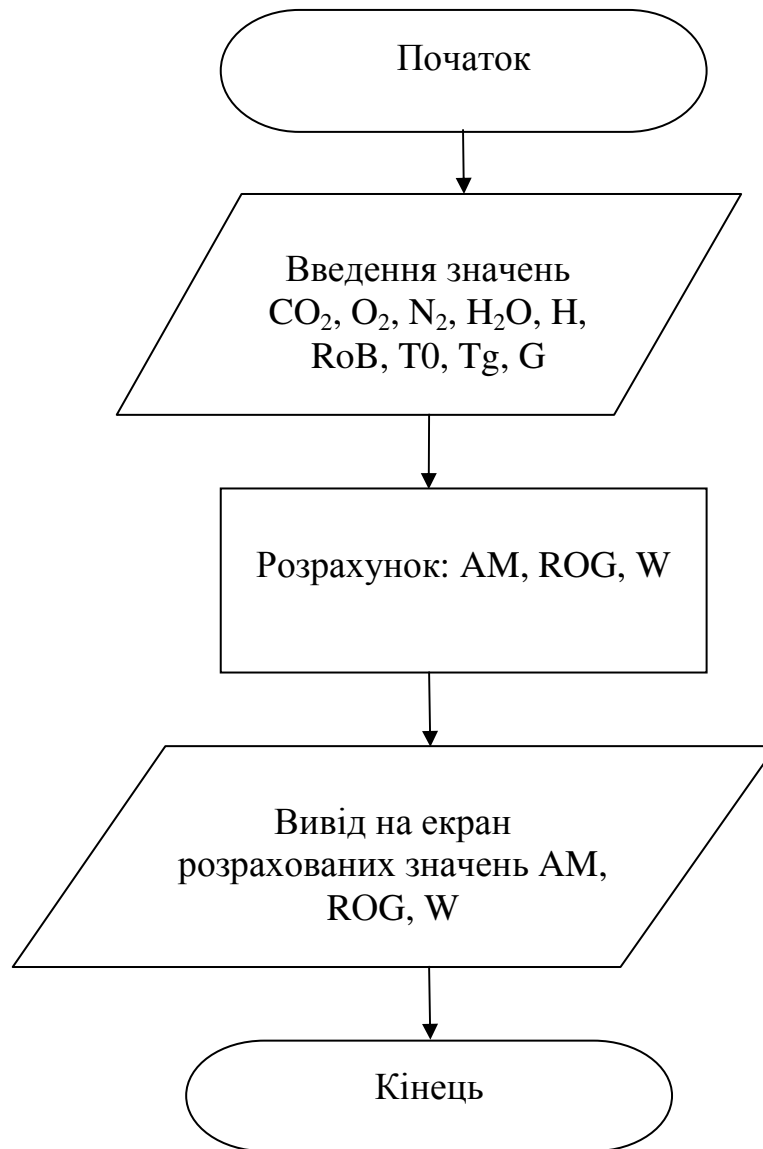 Початок
Введення значень
CO₂, O₂, N₂, H₂O, H,
RoB, T0, Tg, G
Розрахунок: AM, ROG, W
Вивід на екран
розрахованих значень AM,
ROG, W
Кінець